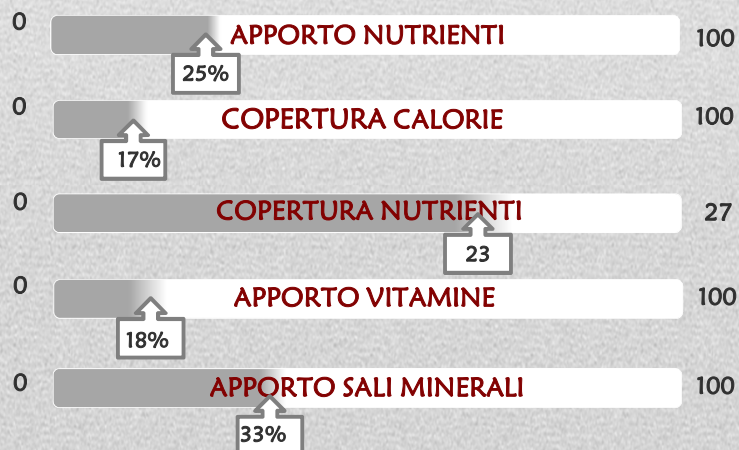 0 APPORTO NUTRIENTI 100
25%
0 COPERTURA CALORIE 100
17%
0 COPERTURA NUTRIENTI 27
23
0 APPORTO VITAMINE 100
18%
0 APPORTO SALI MINERALI 100
33%